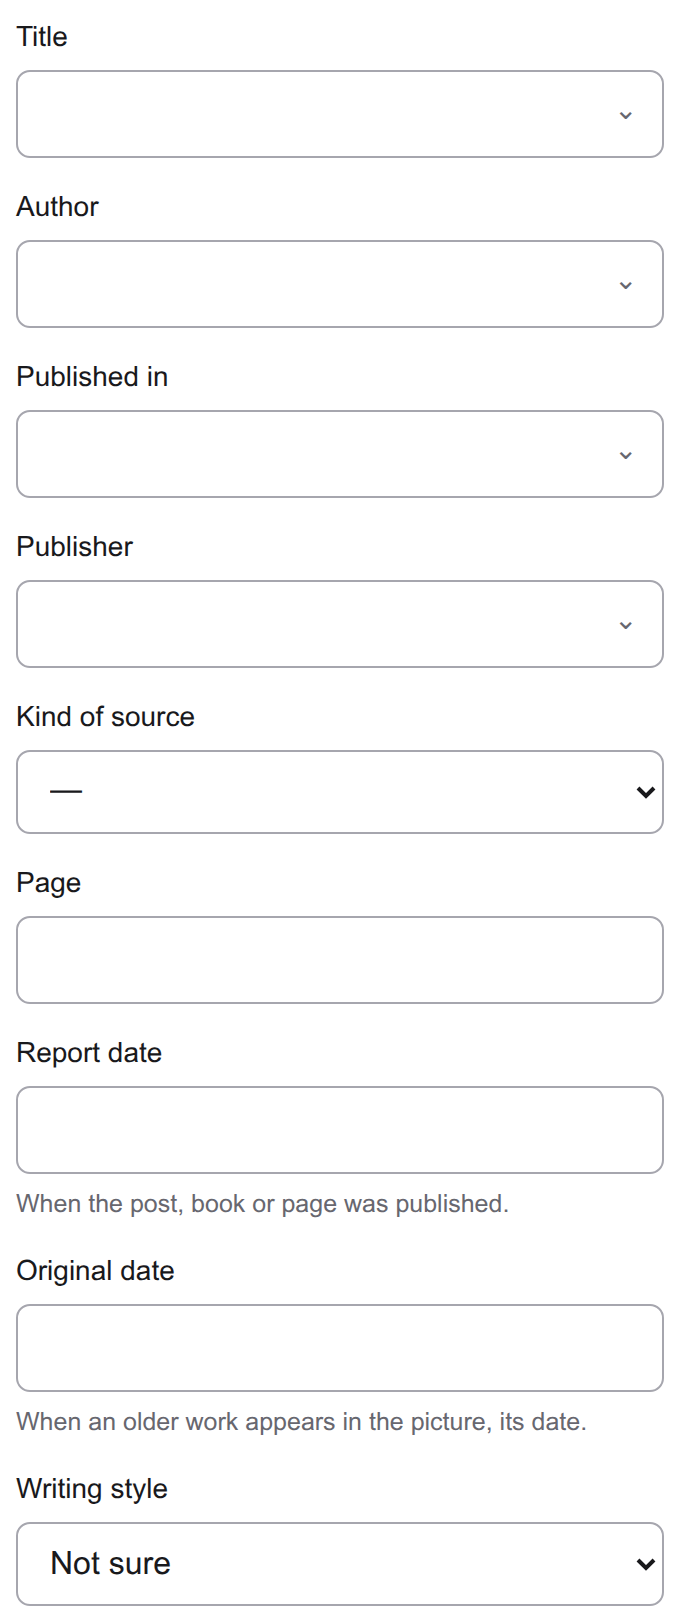 Title
Author
Published in
Publisher
Kind of source
—
Page
Report date
When the post, book or page was published.
Original date
When an older work appears in the picture, its date.
Writing style
Not sure